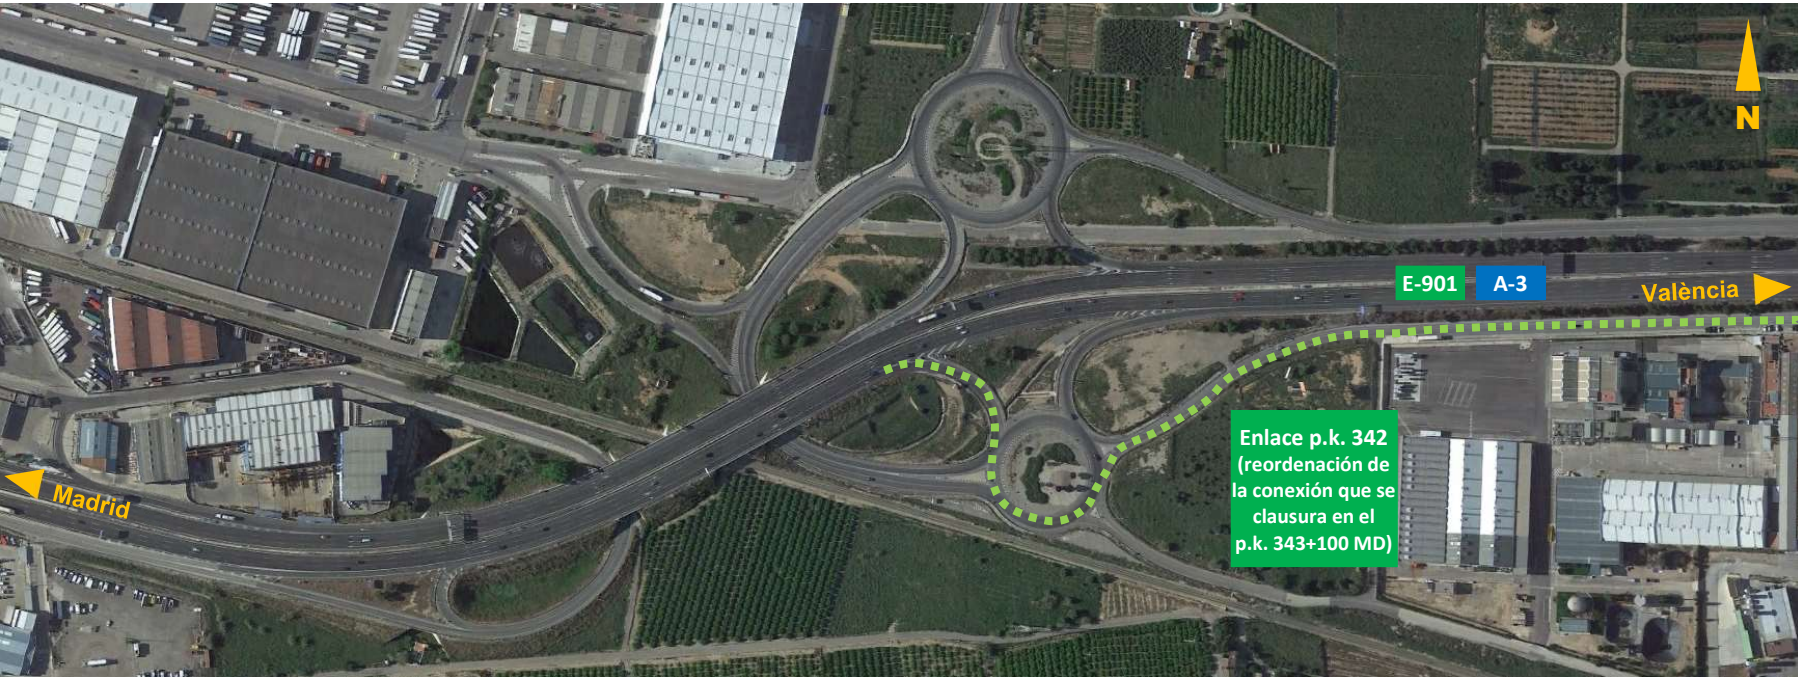 N
E-901
A-3
València
Enlace p.k. 342
(reordenación de
la conexión que se
clausura en el
p.k. 343+100 MD)
Madrid